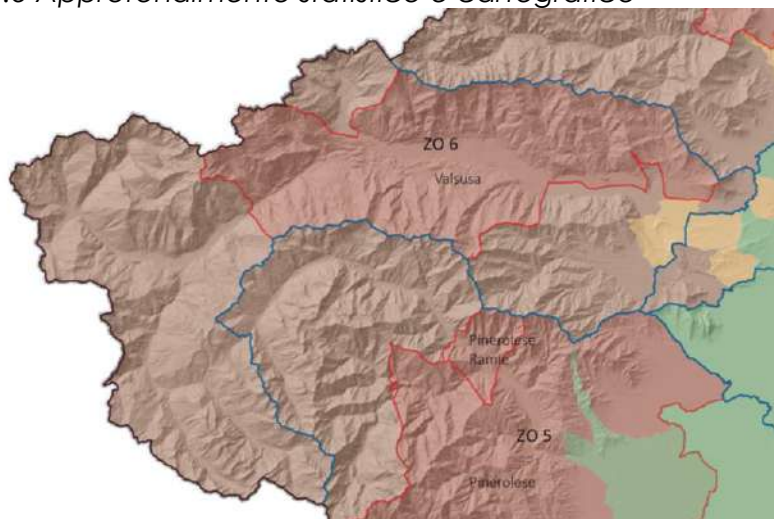 Approfondimento statistico e cartografico
ZO 6
Valsusa
Pinerolese
Ramie
ZO 5
Pinerolese